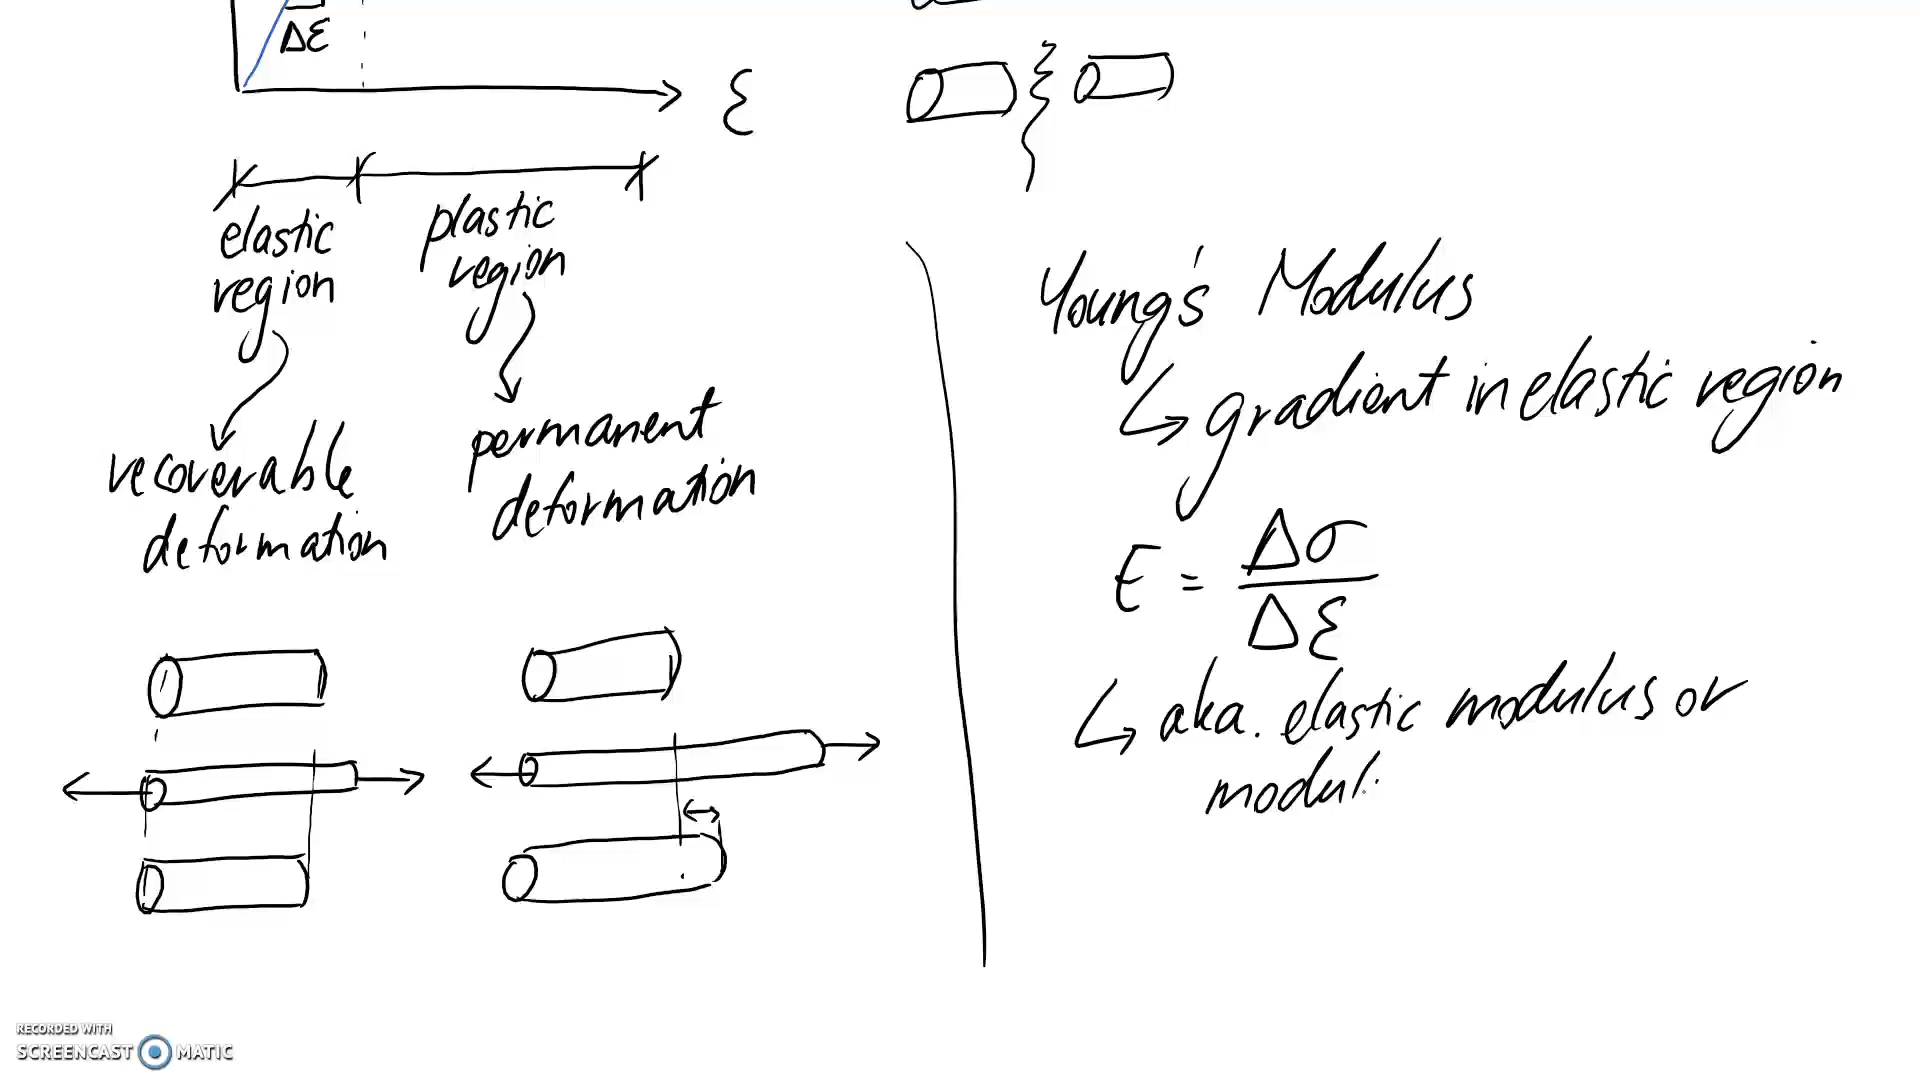 Δε
ε
elastic
region
plastic
region
recoverable
deformation
permanent
deformation
Young's Modulus
gradient in elastic region
E = Δσ
Δε
aka. elastic modulus or
RECORDED WITH
SCREENCAST MATIC